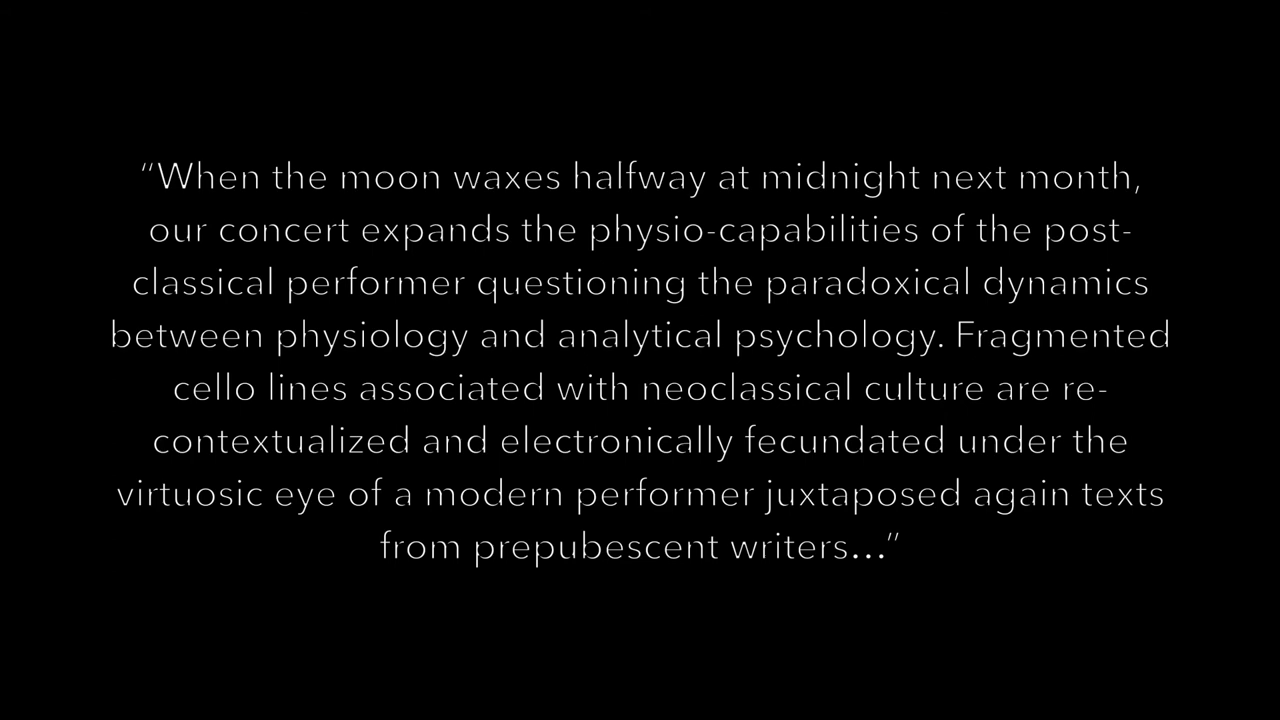 “When the moon waxes halfway at midnight next month,
our concert expands the physio-capabilities of the post-
classical performer questioning the paradoxical dynamics
between physiology and analytical psychology. Fragmented
cello lines associated with neoclassical culture are re-
contextualized and electronically fecundated under the
virtuosic eye of a modern performer juxtaposed again texts
from prepubescent writers...”